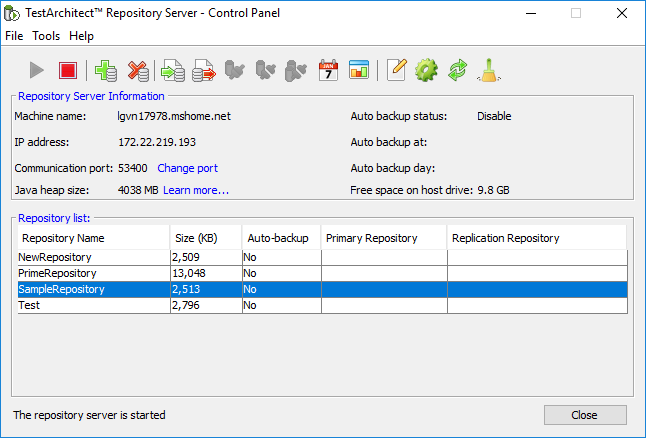 TestArchitect™ Repository Server - Control Panel
File Tools Help
7
Repository Server Information
Machine name: lgvn17978.mshome.net Auto backup status: Disable
IP address: 172.22.219.193 Auto backup at:
Communication port: 53400 Change port Auto backup day:
Java heap size: 4038 MB Learn more... Free space on host drive: 9.8 GB
Repository list:
Repository Name Size (KB) Auto-backup Primary Repository Replication Repository
NewRepository 2,509 No
PrimeRepository 13,048 No
SampleRepository 2,513 No
Test 2,796 No
The repository server is started Close